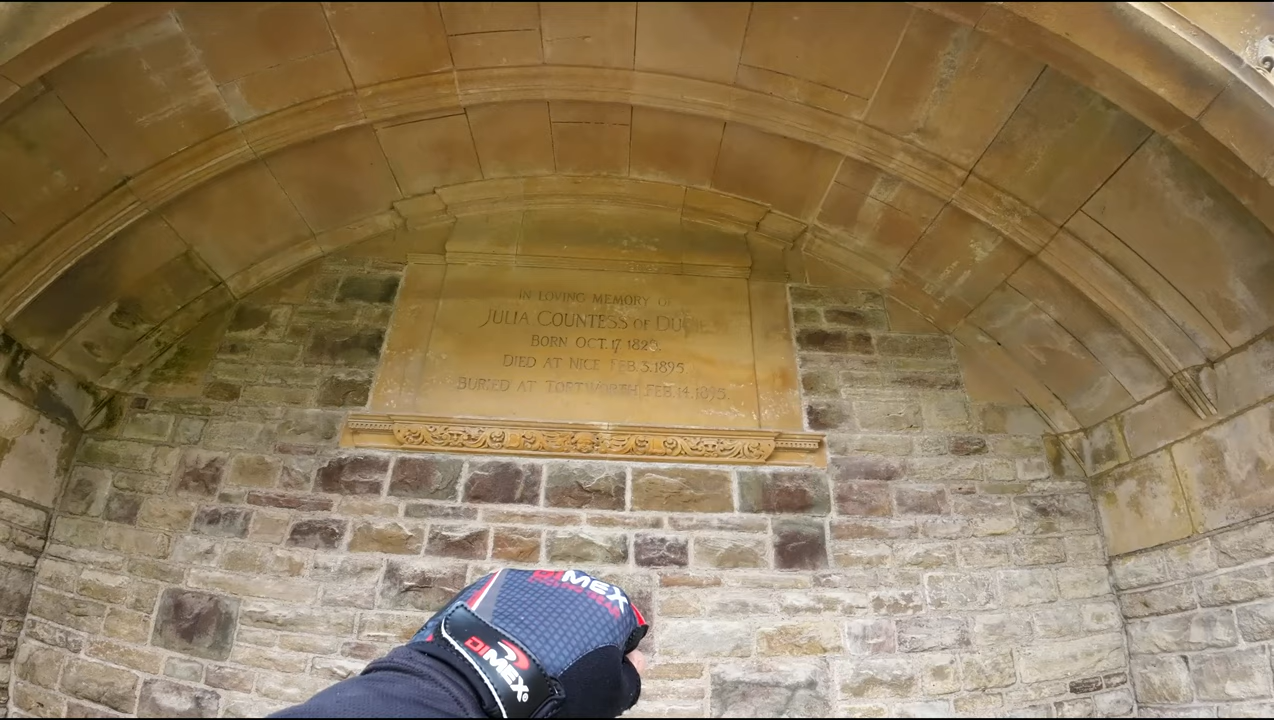 IN LOVING MEMORY OF
JULIA COUNTESS OF DUCIE
BORN OCT. 17 1829.
DIED AT NICE FEB. 3. 1895.
BURIED AT TORTWORTH FEB. 14. 1895.
DIMEX
DIMEX